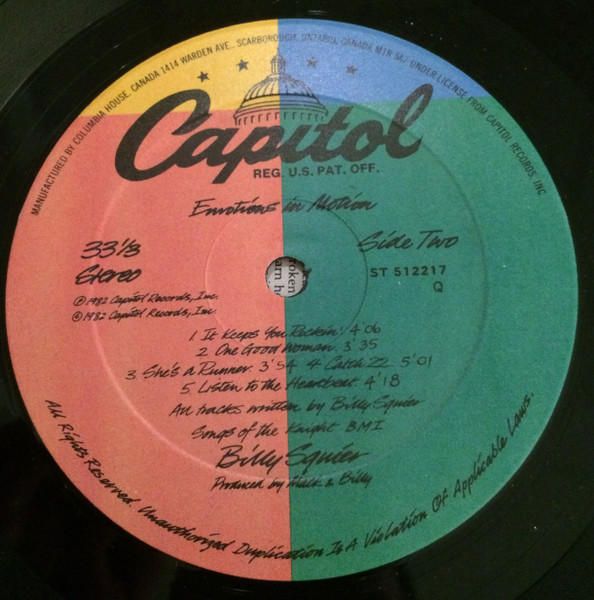 MANUFACTURED BY COLUMBIA HOUSE, CANADA 1414 WARDEN AVE., SCARBOROUGH, ONTARIO, CANADA M1R 5A7 UNDER LICENSE FROM CAPITOL RECORDS, INC.
Capitol
REG. U.S. PAT. OFF.
Emotions in Motion
33 1/3
Stereo
Side Two
ST 512217
Q
℗ 1982 Capitol Records, Inc.
© 1982 Capitol Records, Inc.
1. It Keeps You Rockin' 4'06
2. One Good Woman 3'35
3. She's a Runner 3'54 4. Catch 22 5'01
5. Listen to the Heartbeat 4'18
All tracks written by Billy Squier
Songs of the Knight BMI
Billy Squier
Produced by Mack & Billy
All Rights Reserved. Unauthorized Duplication Is A Violation Of Applicable Laws.